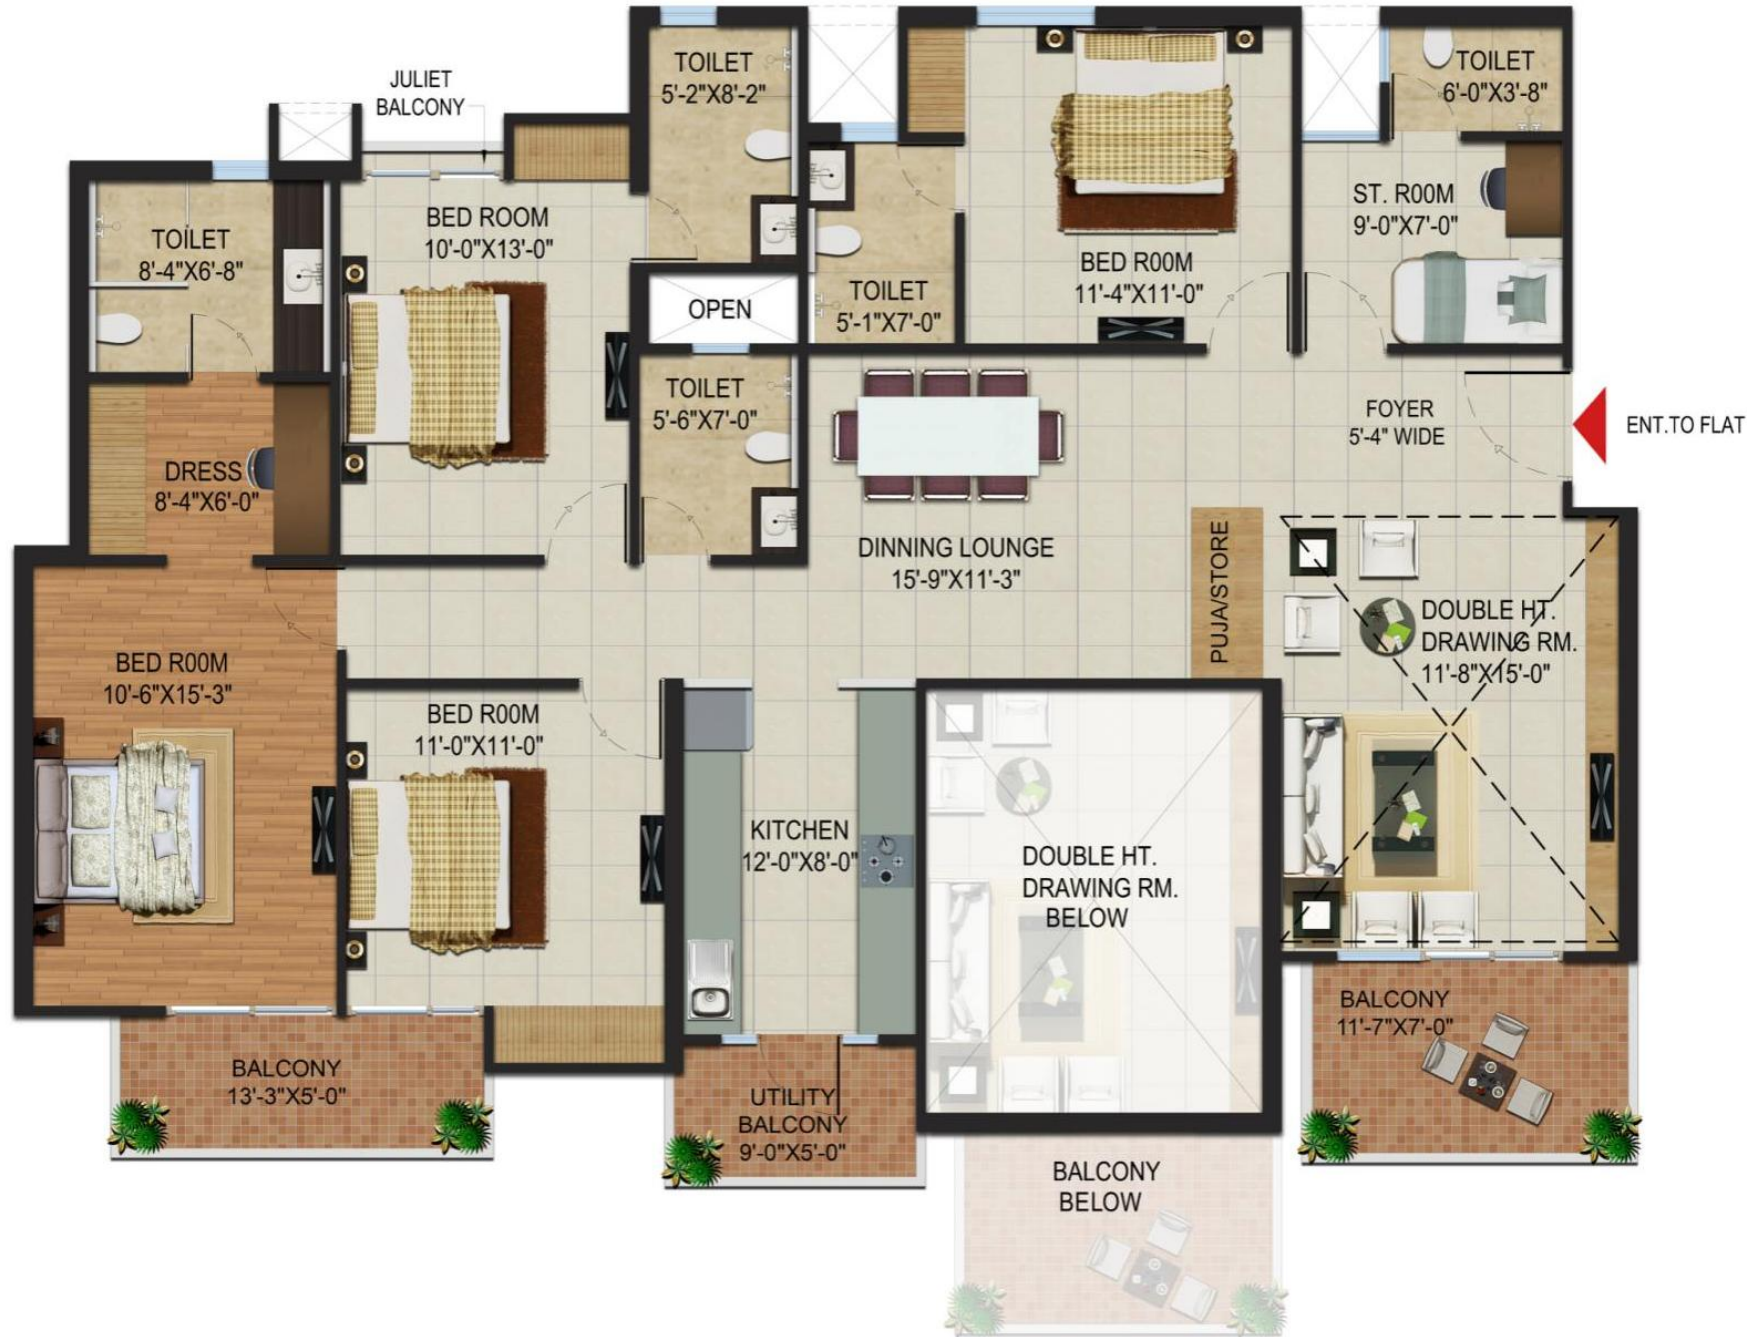 JULIET
BALCONY
TOILET
5'-2"X8'-2"
TOILET
6'-0"X3'-8"
TOILET
8'-4"X6'-8"
BED ROOM
10'-0"X13'-0"
ST. R00M
9'-0"X7'-0"
BED R00M
11'-4"X11'-0"
TOILET
5'-1"X7'-0"
OPEN
TOILET
5'-6"X7'-0"
FOYER
5'-4" WIDE
ENT.TO FLAT
DRESS
8'-4"X6'-0"
DINNING LOUNGE
15'-9"X11'-3"
PUJA/STORE
DOUBLE HT.
DRAWING RM.
11'-8"X15'-0"
BED R00M
10'-6"X15'-3"
BED R00M
11'-0"X11'-0"
KITCHEN
12'-0"X8'-0"
DOUBLE HT.
DRAWING RM.
BELOW
BALCONY
11'-7"X7'-0"
BALCONY
13'-3"X5'-0"
UTILITY
BALCONY
9'-0"X5'-0"
BALCONY
BELOW